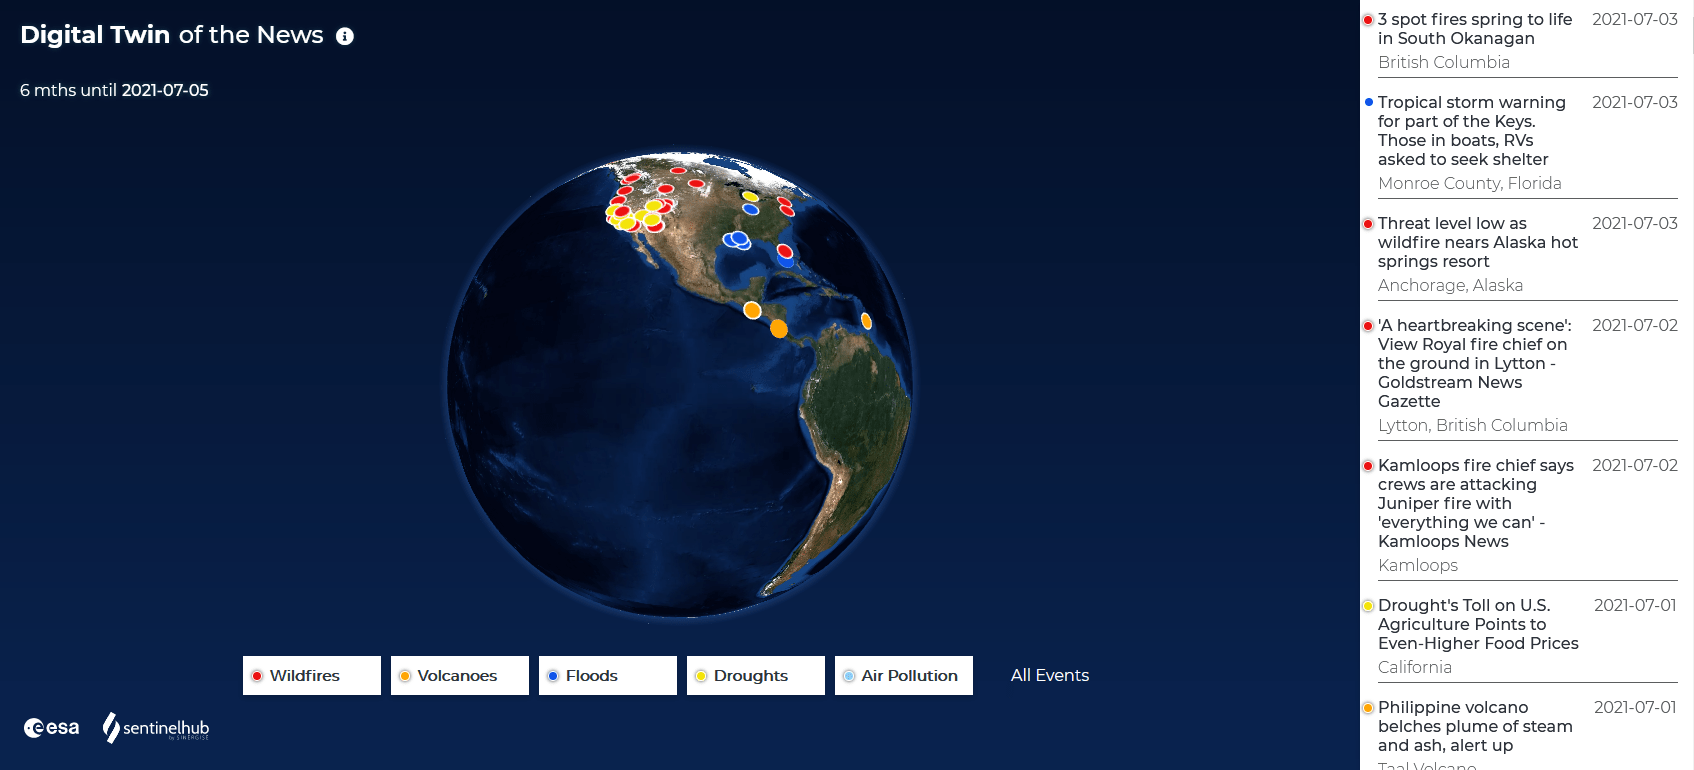 Digital Twin of the News
6 mths until 2021-07-05
Wildfires
Volcanoes
Floods
Droughts
Air Pollution
All Events
esa
sentinelhub
by SINERGISE
3 spot fires spring to life 2021-07-03
in South Okanagan
British Columbia
Tropical storm warning 2021-07-03
for part of the Keys.
Those in boats, RVs
asked to seek shelter
Monroe County, Florida
Threat level low as 2021-07-03
wildfire nears Alaska hot
springs resort
Anchorage, Alaska
'A heartbreaking scene': 2021-07-02
View Royal fire chief on
the ground in Lytton -
Goldstream News
Gazette
Lytton, British Columbia
Kamloops fire chief says 2021-07-02
crews are attacking
Juniper fire with
'everything we can' -
Kamloops News
Kamloops
Drought's Toll on U.S. 2021-07-01
Agriculture Points to
Even-Higher Food Prices
California
Philippine volcano 2021-07-01
belches plume of steam
and ash, alert up
Taal Volcano